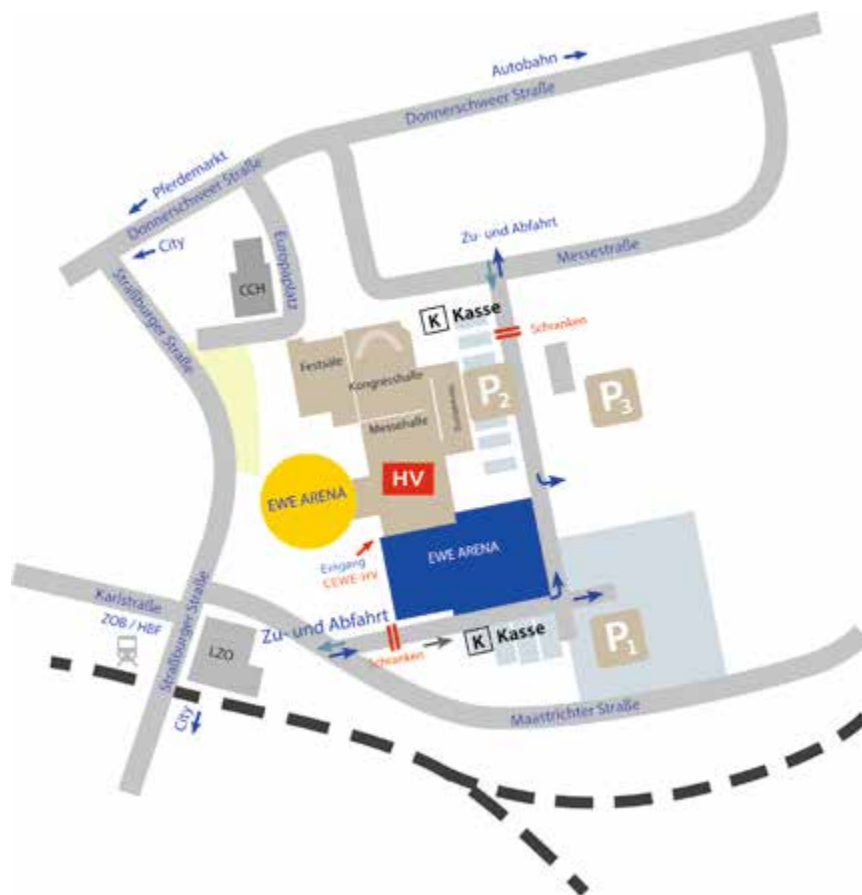 Autobahn
Donnerschweer Straße
Pferdemarkt
Donnerschweer Straße
City
Zu- und Abfahrt
Messestraße
Europaplatz
CCH
Straßburger Straße
K Kasse
Schranken
Festsäle
Kongresshalle
P2
P3
Messehalle
HV
EWE ARENA
EWE ARENA
Eingang
CEWE-HV
Karlstraße
ZOB / HBF
Straßburger Straße
LZO
Zu- und Abfahrt
Schranken
K Kasse
P1
Maastrichter Straße
City